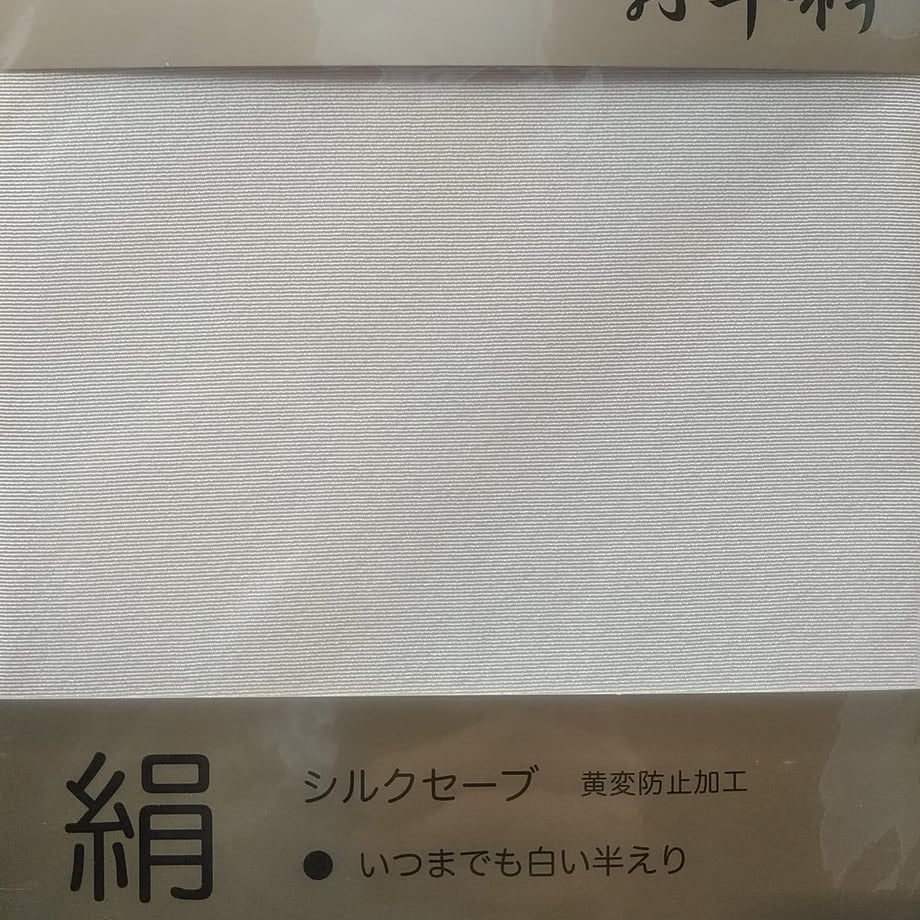 絹
シルクセーブ 黄変防止加工
● いつまでも白い半えり